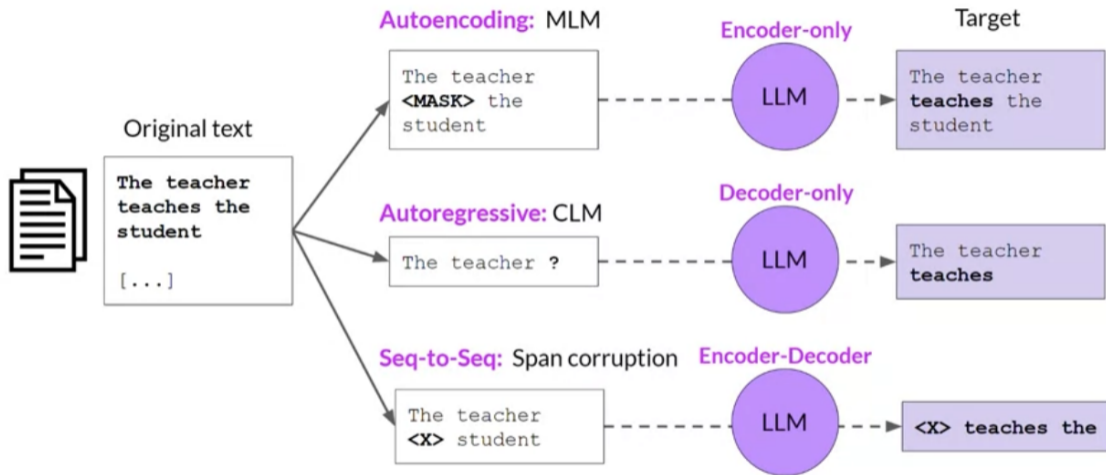 Autoencoding: MLM
Encoder-only
Target
The teacher
<MASK> the
student
LLM
The teacher
teaches the
student
Original text
The teacher
teaches the
student
[...]
Autoregressive: CLM
Decoder-only
The teacher ?
LLM
The teacher
teaches
Seq-to-Seq: Span corruption
Encoder-Decoder
The teacher
<X> student
LLM
<X> teaches the